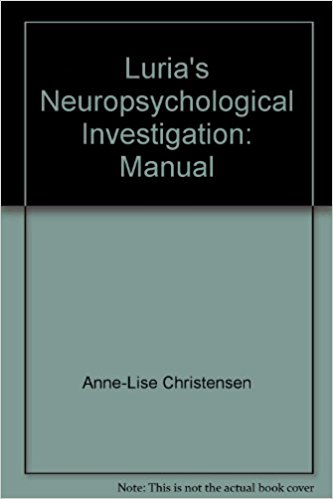 Luria's
Neuropsychological
Investigation:
Manual
Anne-Lise Christensen
Note: This is not the actual book cover